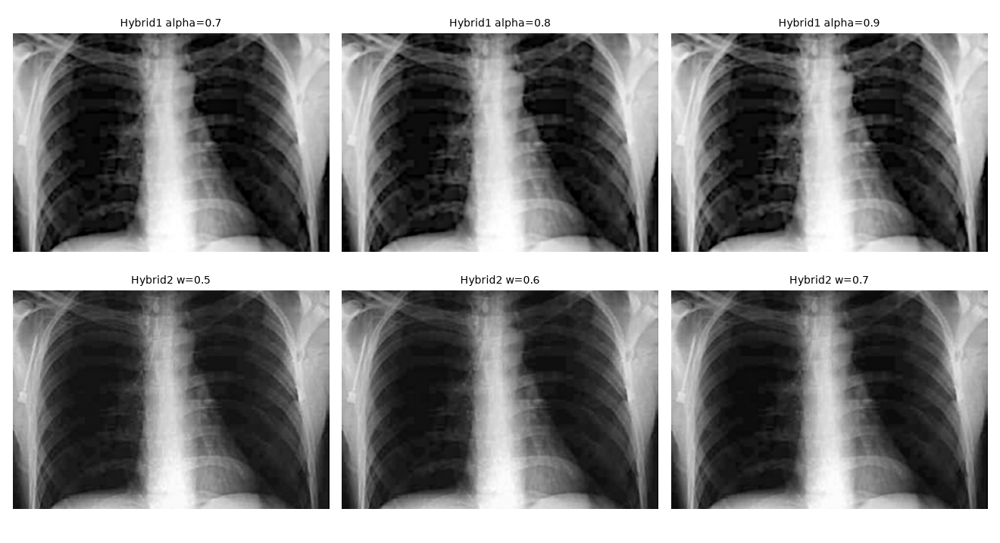 Hybrid1 alpha=0.7
Hybrid1 alpha=0.8
Hybrid1 alpha=0.9
Hybrid2 w=0.5
Hybrid2 w=0.6
Hybrid2 w=0.7